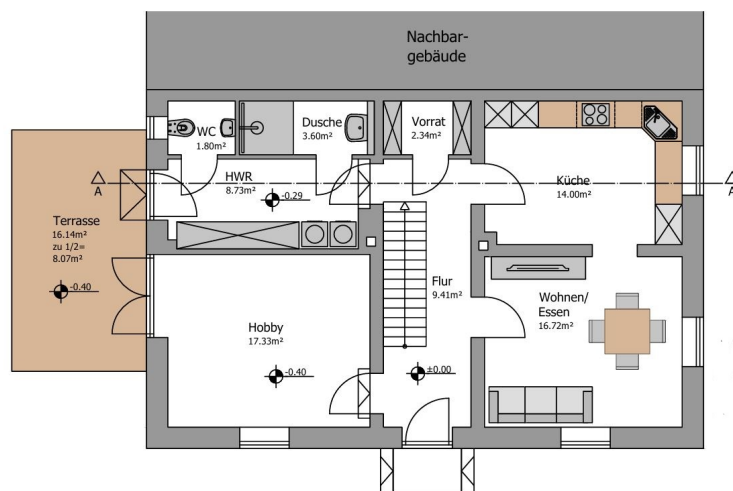 Nachbar-
gebäude
WC
1.80m²
Dusche
3.60m²
Vorrat
2.34m²
HWR
8.73m²
-0.29
Küche
14.00m²
A
A
Terrasse
16.14m²
zu 1/2=
8.07m²
-0.40
Flur
9.41m²
Wohnen/
Essen
16.72m²
Hobby
17.33m²
-0.40
±0.00